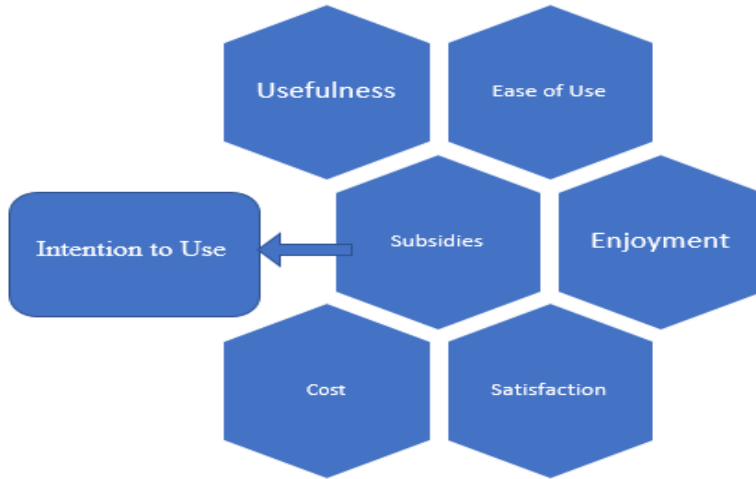 Usefulness
Ease of Use
Intention to Use
Subsidies
Enjoyment
Cost
Satisfaction